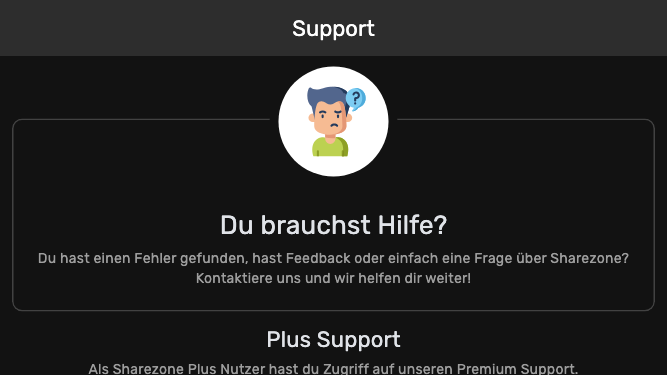 Support
?
Du brauchst Hilfe?
Du hast einen Fehler gefunden, hast Feedback oder einfach eine Frage über Sharezone?
Kontaktiere uns und wir helfen dir weiter!
Plus Support
Als Sharezone Plus Nutzer hast du Zugriff auf unseren Premium Support.